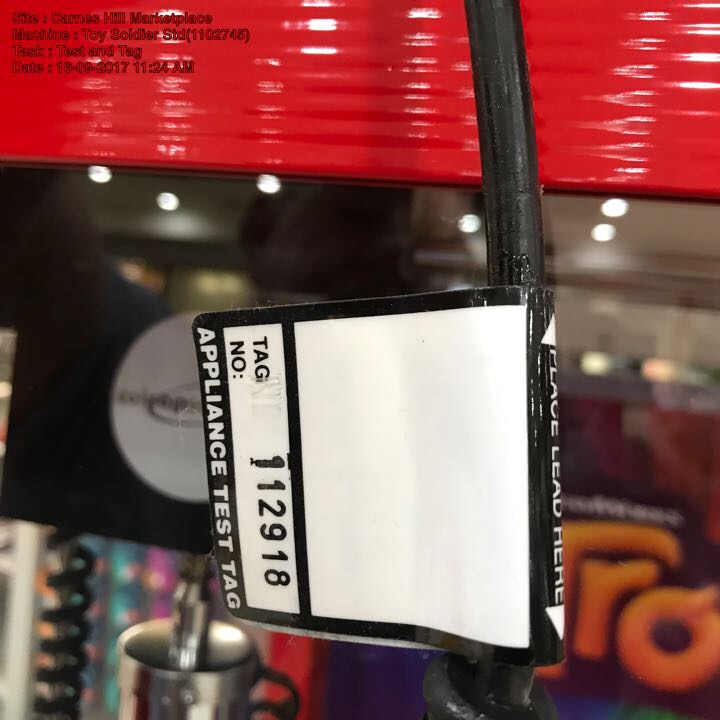 Site : Carnes Hill Marketplace
Machine : Toy Soldier Std(1102745)
Task : Test and Tag
Date : 16-09-2017 11:24 AM
APPLIANCE TEST TAG
TAG
NO:
112918
PLACE LEAD HERE